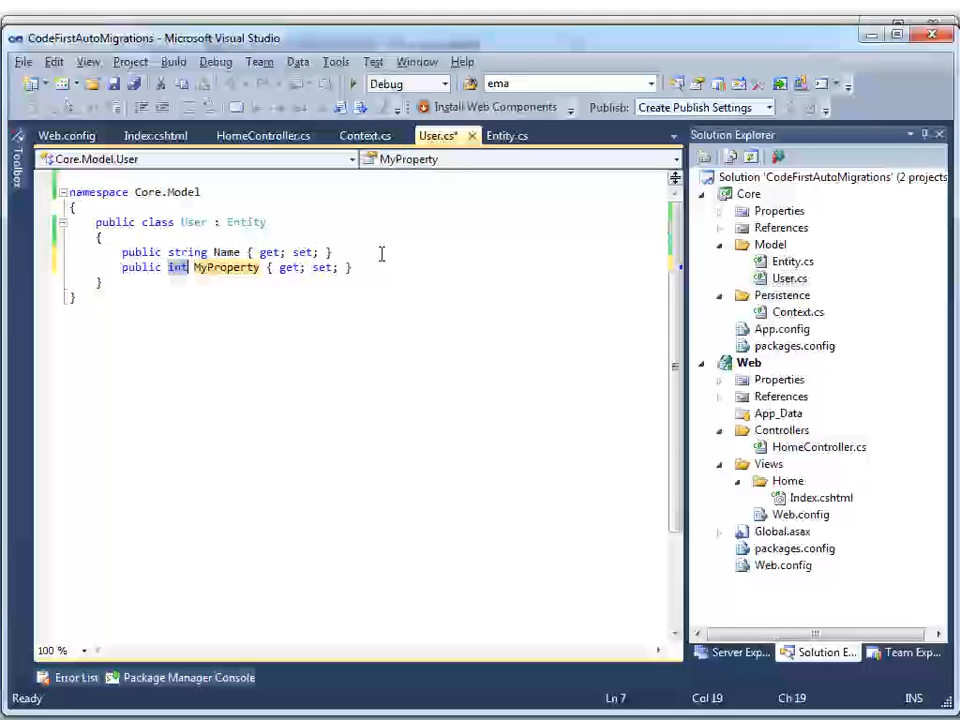 CodeFirstAutoMigrations - Microsoft Visual Studio
File Edit View Project Build Debug Team Data Tools Test Window Help
Debug ema
Install Web Components Publish: Create Publish Settings
Web.config Index.cshtml HomeController.cs Context.cs User.cs* Entity.cs
Toolbox
Core.Model.User MyProperty
namespace Core.Model
{
public class User : Entity
{
public string Name { get; set; }
public int MyProperty { get; set; }
}
}
100 %
Solution Explorer
Solution 'CodeFirstAutoMigrations' (2 projects
Core
Properties
References
Model
Entity.cs
User.cs
Persistence
Context.cs
App.config
packages.config
Web
Properties
References
App_Data
Controllers
HomeController.cs
Views
Home
Index.cshtml
Web.config
Global.asax
packages.config
Web.config
Server Exp... Solution E... Team Exp...
Error List Package Manager Console
Ready Ln 7 Col 19 Ch 19 INS